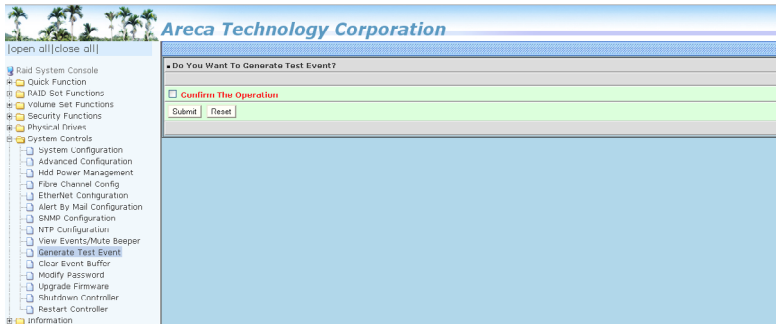 Areca Technology Corporation
|open all|close all|
Do You Want To Generate Test Event?
Raid System Console
Quick Function
RAID Set Functions
Confirm The Operation
Volume Set Functions
Submit Reset
Security Functions
Physical Drives
System Controls
System Configuration
Advanced Configuration
Hdd Power Management
Fibre Channel Config
EtherNet Configuration
Alert By Mail Configuration
SNMP Configuration
NTP Configuration
View Events/Mute Beeper
Generate Test Event
Clear Event Buffer
Modify Password
Upgrade Firmware
Shutdown Controller
Restart Controller
Information